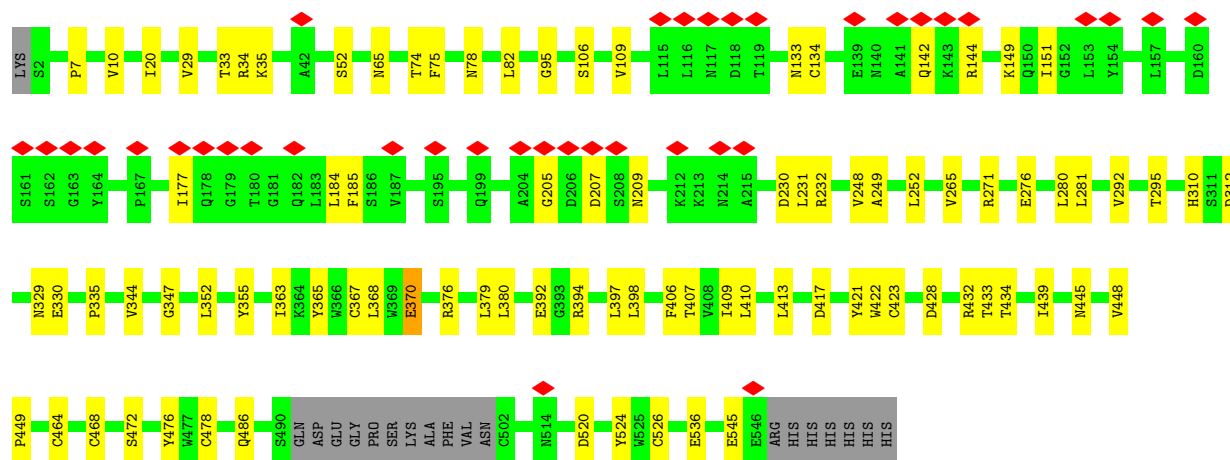 LYS S2 P7 V10 I20 V29 T33 R34 K35 A42 S52 N65 T74 F75 N78 L82 G95 S106 V109 L115 L116 N117 D118 T119 N133 C134 E139 N140 A141 Q142 K143 R144 K149 Q150 I151 G152 L153 Y154 L157 D160
S161 S162 G163 Y164 P167 I177 Q178 G179 T180 G181 Q182 L183 L184 F185 S186 V187 S195 Q199 A204 G205 D206 D207 S208 N209 K212 K213 N214 A215 D230 L231 R232 V248 A249 L252 V265 R271 E276 L280 L281 V292 T295 H310 S311 D312
N329 E330 P335 V344 G347 L352 Y355 I363 K364 Y365 W366 C367 L368 W369 E370 R376 L379 L380 E392 G393 R394 L397 L398 F406 T407 V408 I409 L410 L413 D417 Y421 W422 C423 D428 R432 T433 T434 I439 N445 V448
P449 C464 C468 S472 Y476 W477 C478 Q486 S490 GLN ASP GLU GLY PRO SER LYS ALA PHE VAL ASN C502 N514 D520 Y524 W525 C526 E536 E545 E546 ARG HIS HIS HIS HIS HIS HIS